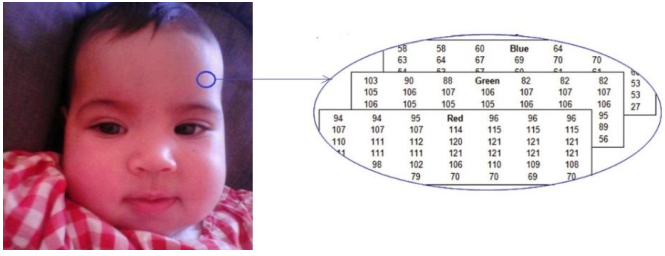 58 58 60 Blue 64
63 64 67 69 70 70
53
53
27
103 90 88 Green 82 82 82
105 106 107 106 107 107 107
106 105 105 105 106 106 106
95
89
56
94 94 95 Red 96 96 96
107 107 107 114 115 115 115
110 111 112 120 121 121 121
111 111 121 121 121 121
98 102 106 110 109 108
79 70 70 69 70